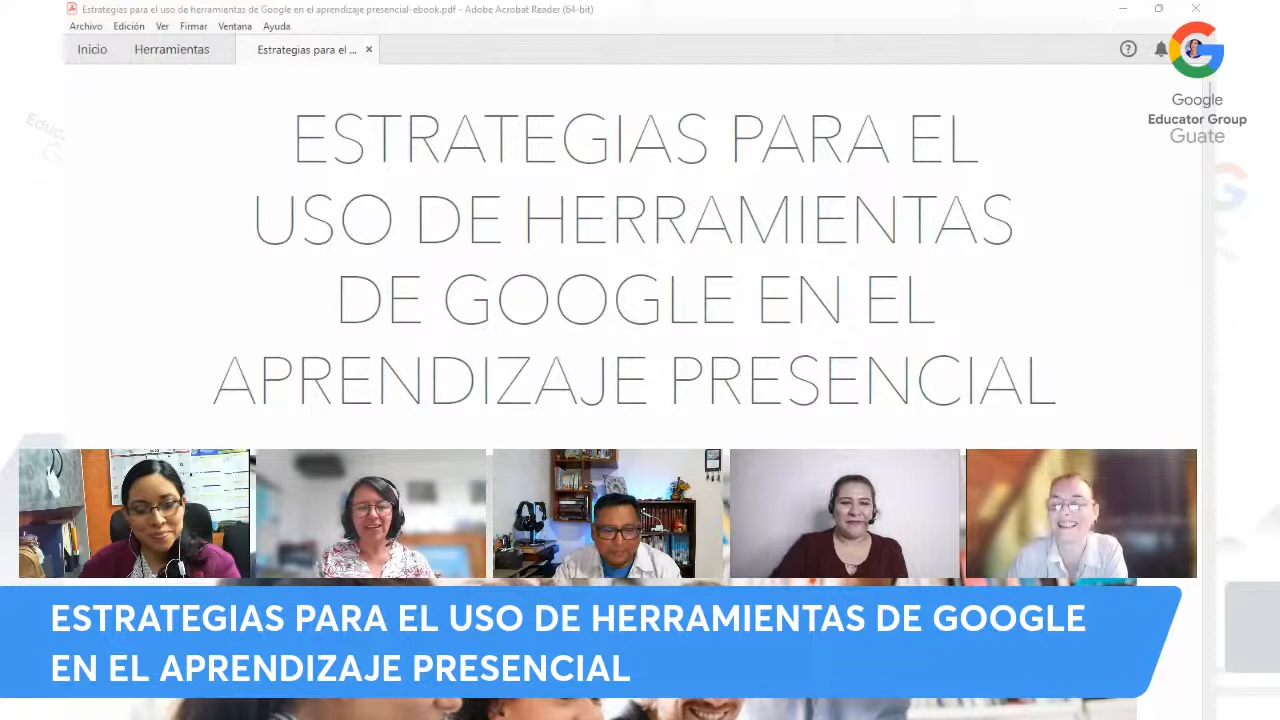 Estrategias para el uso de herramientas de Google en el aprendizaje presencial-ebook.pdf - Adobe Acrobat Reader (64-bit)
Archivo Edición Ver Firmar Ventana Ayuda
Inicio Herramientas Estrategias para el ... ×
Google
Educator Group
Guate
ESTRATEGIAS PARA EL
USO DE HERRAMIENTAS
DE GOOGLE EN EL
APRENDIZAJE PRESENCIAL
ESTRATEGIAS PARA EL USO DE HERRAMIENTAS DE GOOGLE
EN EL APRENDIZAJE PRESENCIAL